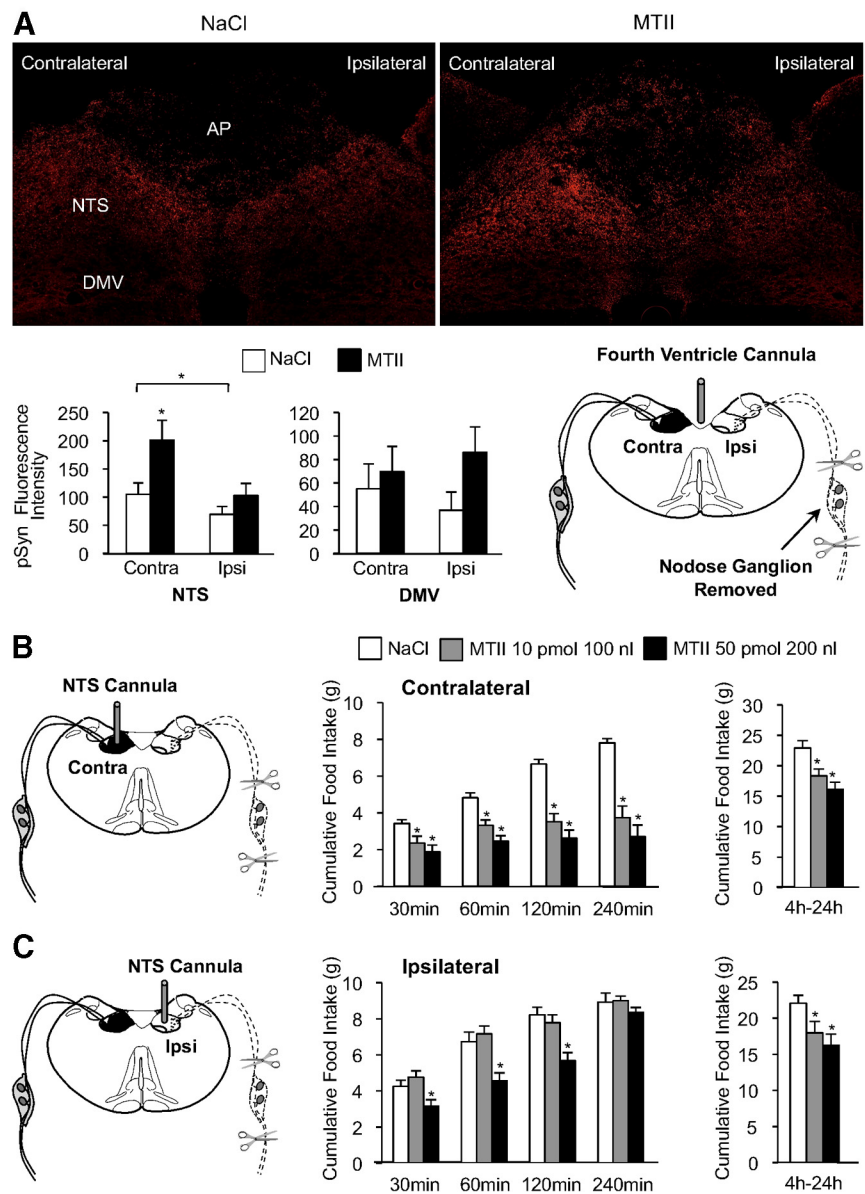 A
NaCl
MTII
Contralateral
Ipsilateral
Contralateral
Ipsilateral
AP
NTS
DMV
NaCl
MTII
*
*
pSyn Fluorescence
Intensity
250
200
150
100
50
0
Contra
Ipsi
NTS
120
100
80
60
40
20
0
Contra
Ipsi
DMV
Fourth Ventricle Cannula
Contra
Ipsi
Nodose Ganglion
Removed
B
NaCl
MTII 10 pmol 100 nl
MTII 50 pmol 200 nl
NTS Cannula
Contra
Contralateral
Cumulative Food Intake (g)
10
8
6
4
2
0
* * * * * * * *
30min 60min 120min 240min
Cumulative Food Intake (g)
30
25
20
15
10
5
0
* *
4h-24h
C
NTS Cannula
Ipsi
Ipsilateral
Cumulative Food Intake (g)
10
8
6
4
2
0
* * *
30min 60min 120min 240min
Cumulative Food Intake (g)
25
20
15
10
5
0
* *
4h-24h